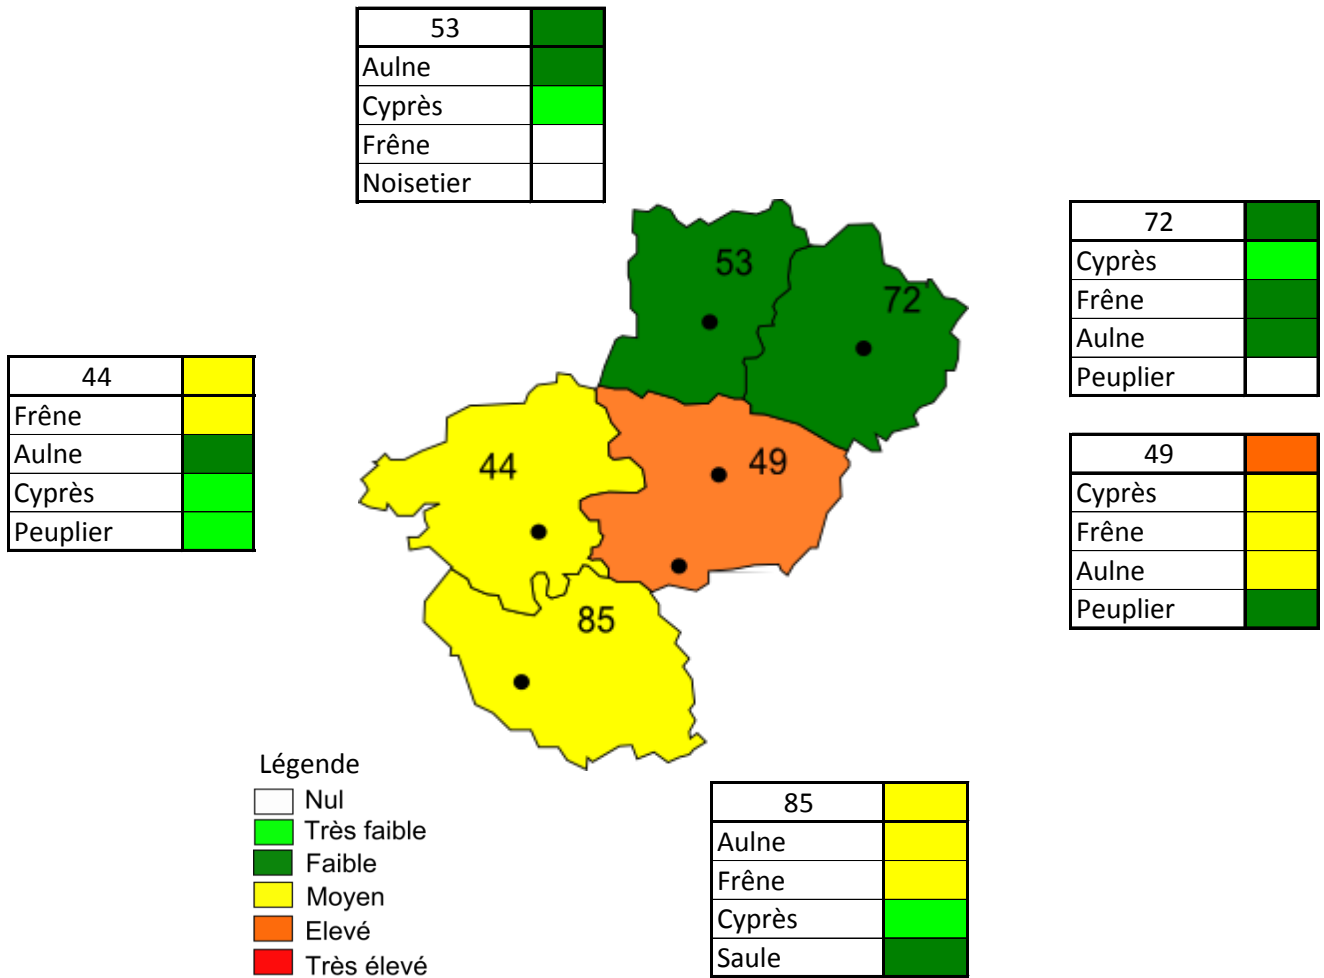 53
Aulne
Cyprès
Frêne
Noisetier
72
Cyprès
Frêne
Aulne
Peuplier
53
72
44
Frêne
Aulne
Cyprès
Peuplier
44
49
49
Cyprès
Frêne
Aulne
Peuplier
85
Légende
Nul
Très faible
Faible
Moyen
Elevé
Très élevé
85
Aulne
Frêne
Cyprès
Saule